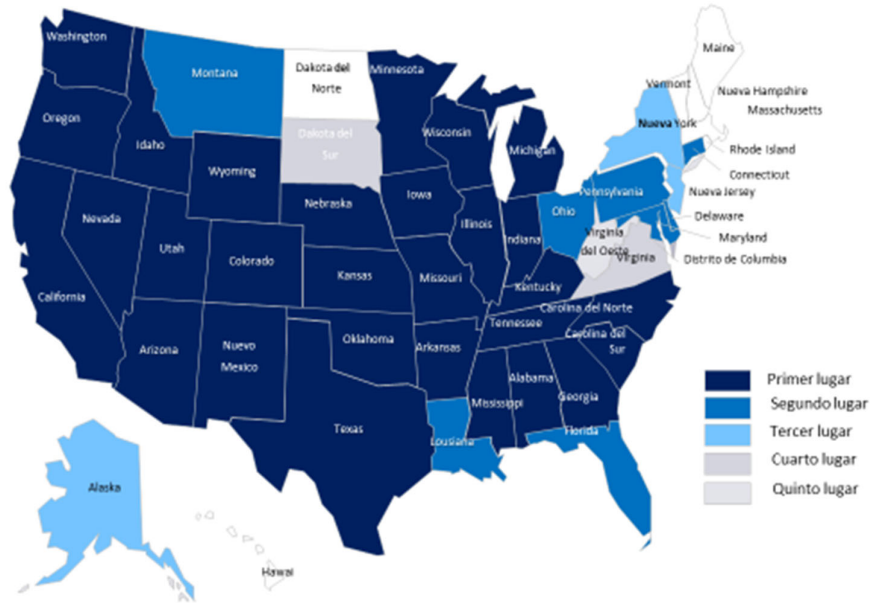 Washington
Montana
Dakota del
Norte
Minnesota
Maine
Vermont
Nueva Hampshire
Massachusetts
Oregon
Idaho
Wyoming
Dakota del
Sur
Wisconsin
Michigan
Nueva York
Rhode Island
Connecticut
Nueva Jersey
Nebraska
Iowa
Pennsylvania
Delaware
Maryland
Distrito de Columbia
Nevada
Utah
Colorado
Kansas
Missouri
Illinois
Indiana
Ohio
Virginia
del Oeste
Virginia
California
Kentucky
Carolina del Norte
Tennessee
Carolina del
Sur
Arizona
Nuevo
Mexico
Oklahoma
Arkansas
Alabama
Georgia
Mississippi
Texas
Lousiana
Florida
Alaska
Hawai
Primer lugar
Segundo lugar
Tercer lugar
Cuarto lugar
Quinto lugar